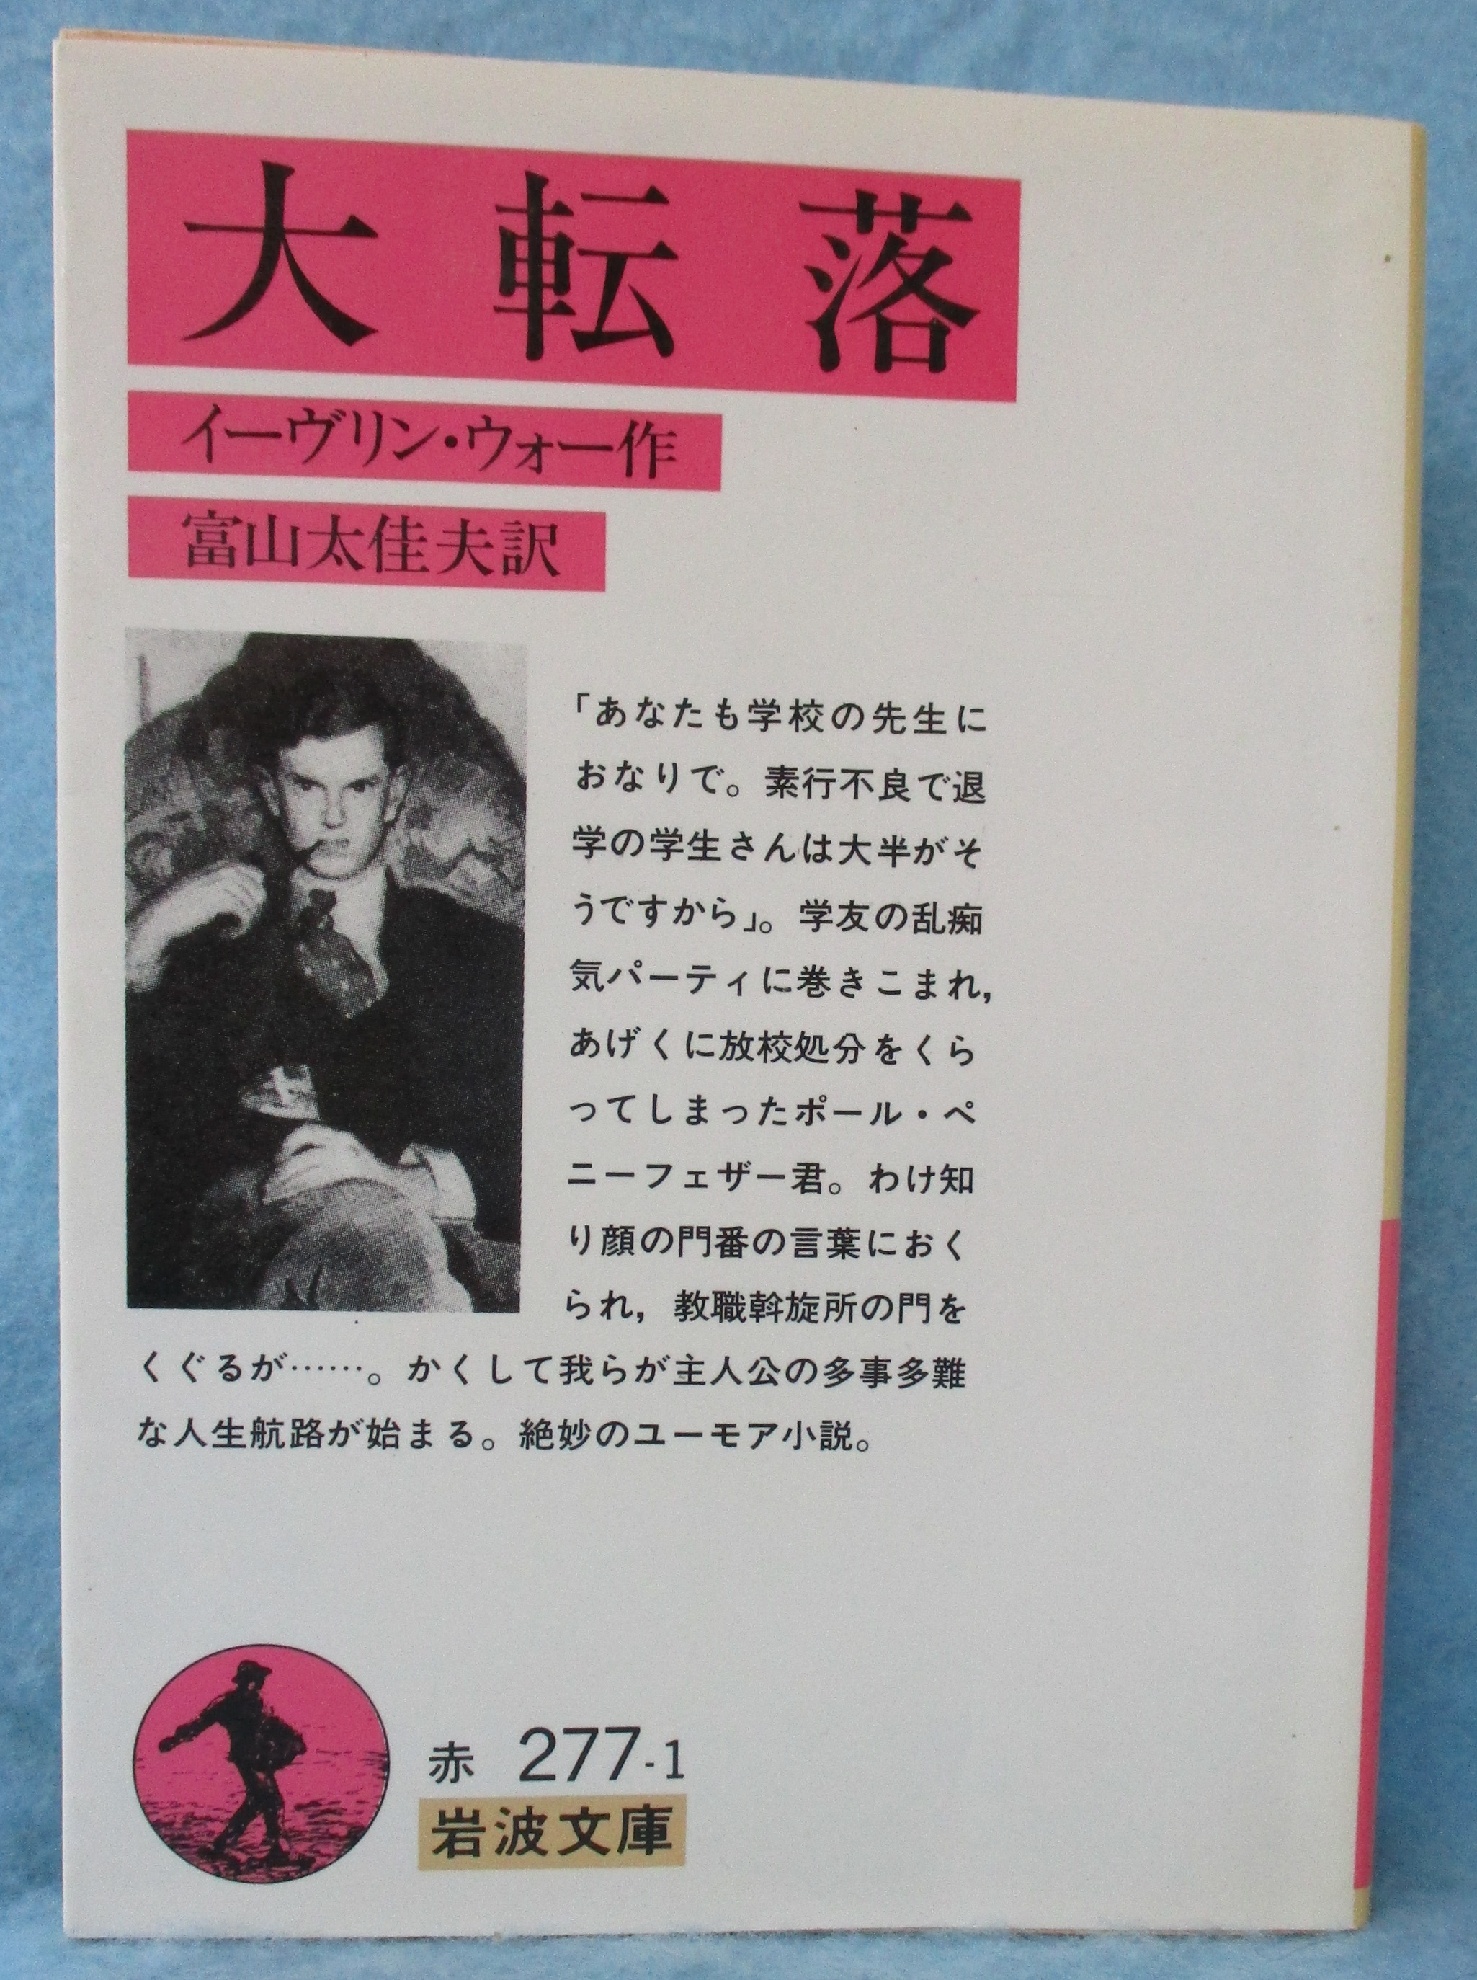 大転落
イーヴリン・ウォー作
富山太佳夫訳
「あなたも学校の先生に
おなりで。素行不良で退
学の学生さんは大半がそ
うですから」。学友の乱痴
気パーティに巻きこまれ，
あげくに放校処分をくら
ってしまったポール・ペ
ニーフェザー君。わけ知
り顔の門番の言葉におく
られ，教職斡旋所の門を
くぐるが……。かくして我らが主人公の多事多難
な人生航路が始まる。絶妙のユーモア小説。
赤 277-1
岩波文庫